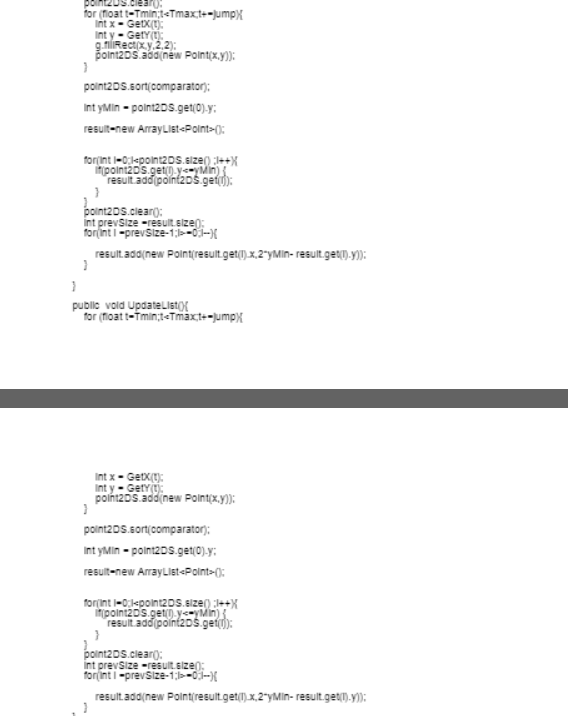 point2DS.clear();
for (float t=Tmin;t<Tmax;t+=jump){
int x = GetX(t);
int y = GetY(t);
g.fillRect(x,y,2,2);
point2DS.add(new Point(x,y));
}
point2DS.sort(comparator);
int yMin = point2DS.get(0).y;
result=new ArrayList<Point>();
for(int i=0;i<point2DS.size() ;i++){
if(point2DS.get(i).y<=yMin) {
result.add(point2DS.get(i));
}
}
point2DS.clear();
int prevSize =result.size();
for(int i =prevSize-1;i>=0;i--){
result.add(new Point(result.get(i).x,2*yMin- result.get(i).y));
}
}
public  void UpdateList(){
for (float t=Tmin;t<Tmax;t+=jump){
int x = GetX(t);
int y = GetY(t);
point2DS.add(new Point(x,y));
}
point2DS.sort(comparator);
int yMin = point2DS.get(0).y;
result=new ArrayList<Point>();
for(int i=0;i<point2DS.size() ;i++){
if(point2DS.get(i).y<=yMin) {
result.add(point2DS.get(i));
}
}
point2DS.clear();
int prevSize =result.size();
for(int i =prevSize-1;i>=0;i--){
result.add(new Point(result.get(i).x,2*yMin- result.get(i).y));
}
}